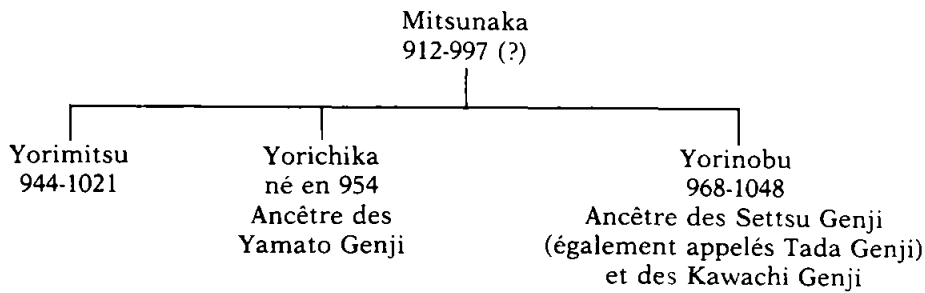 Mitsunaka
912-997 (?)
Yorimitsu
944-1021
Yorichika
né en 954
Ancêtre des
Yamato Genji
Yorinobu
968-1048
Ancêtre des Settsu Genji
(également appelés Tada Genji)
et des Kawachi Genji